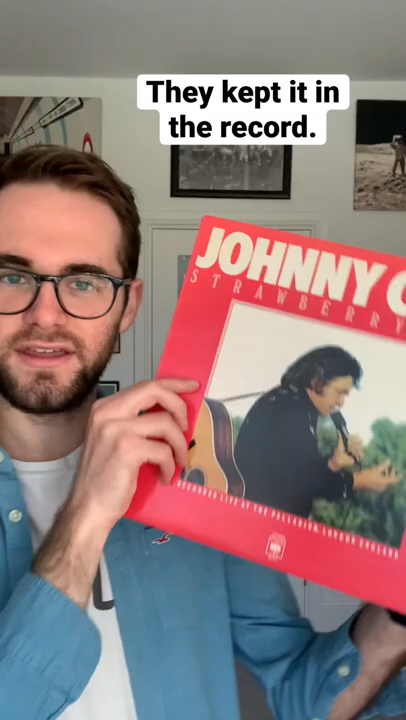 They kept it in
the record.
JOHNNY C
STRAWBERRY
RECORDED LIVE AT THE PALLADIUM, LONDON ENGLAND